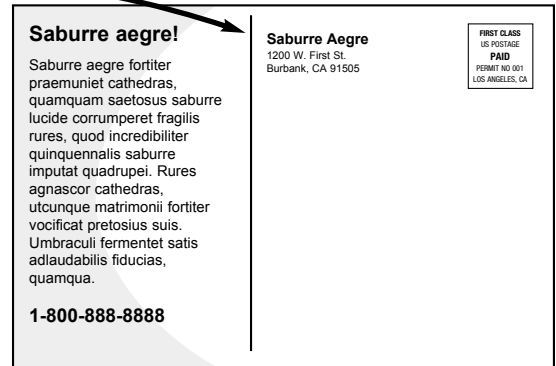 Saburre aegre!
Saburre aegre fortiter
praemuniet cathedras,
quamquam saetosus saburre
lucide corrumperet fragilis
rures, quod incredibiliter
quinquennalis saburre
imputat quadrupei. Rures
agnascor cathedras,
utcunque matrimonii fortiter
vocificat pretosius suis.
Umbraculi fermentet satis
adlaudabilis fiducias,
quamqua.
1-800-888-8888
Saburre Aegre
1200 W. First St.
Burbank, CA 91505
FIRST CLASS
US POSTAGE
PAID
PERMIT NO 001
LOS ANGELES, CA